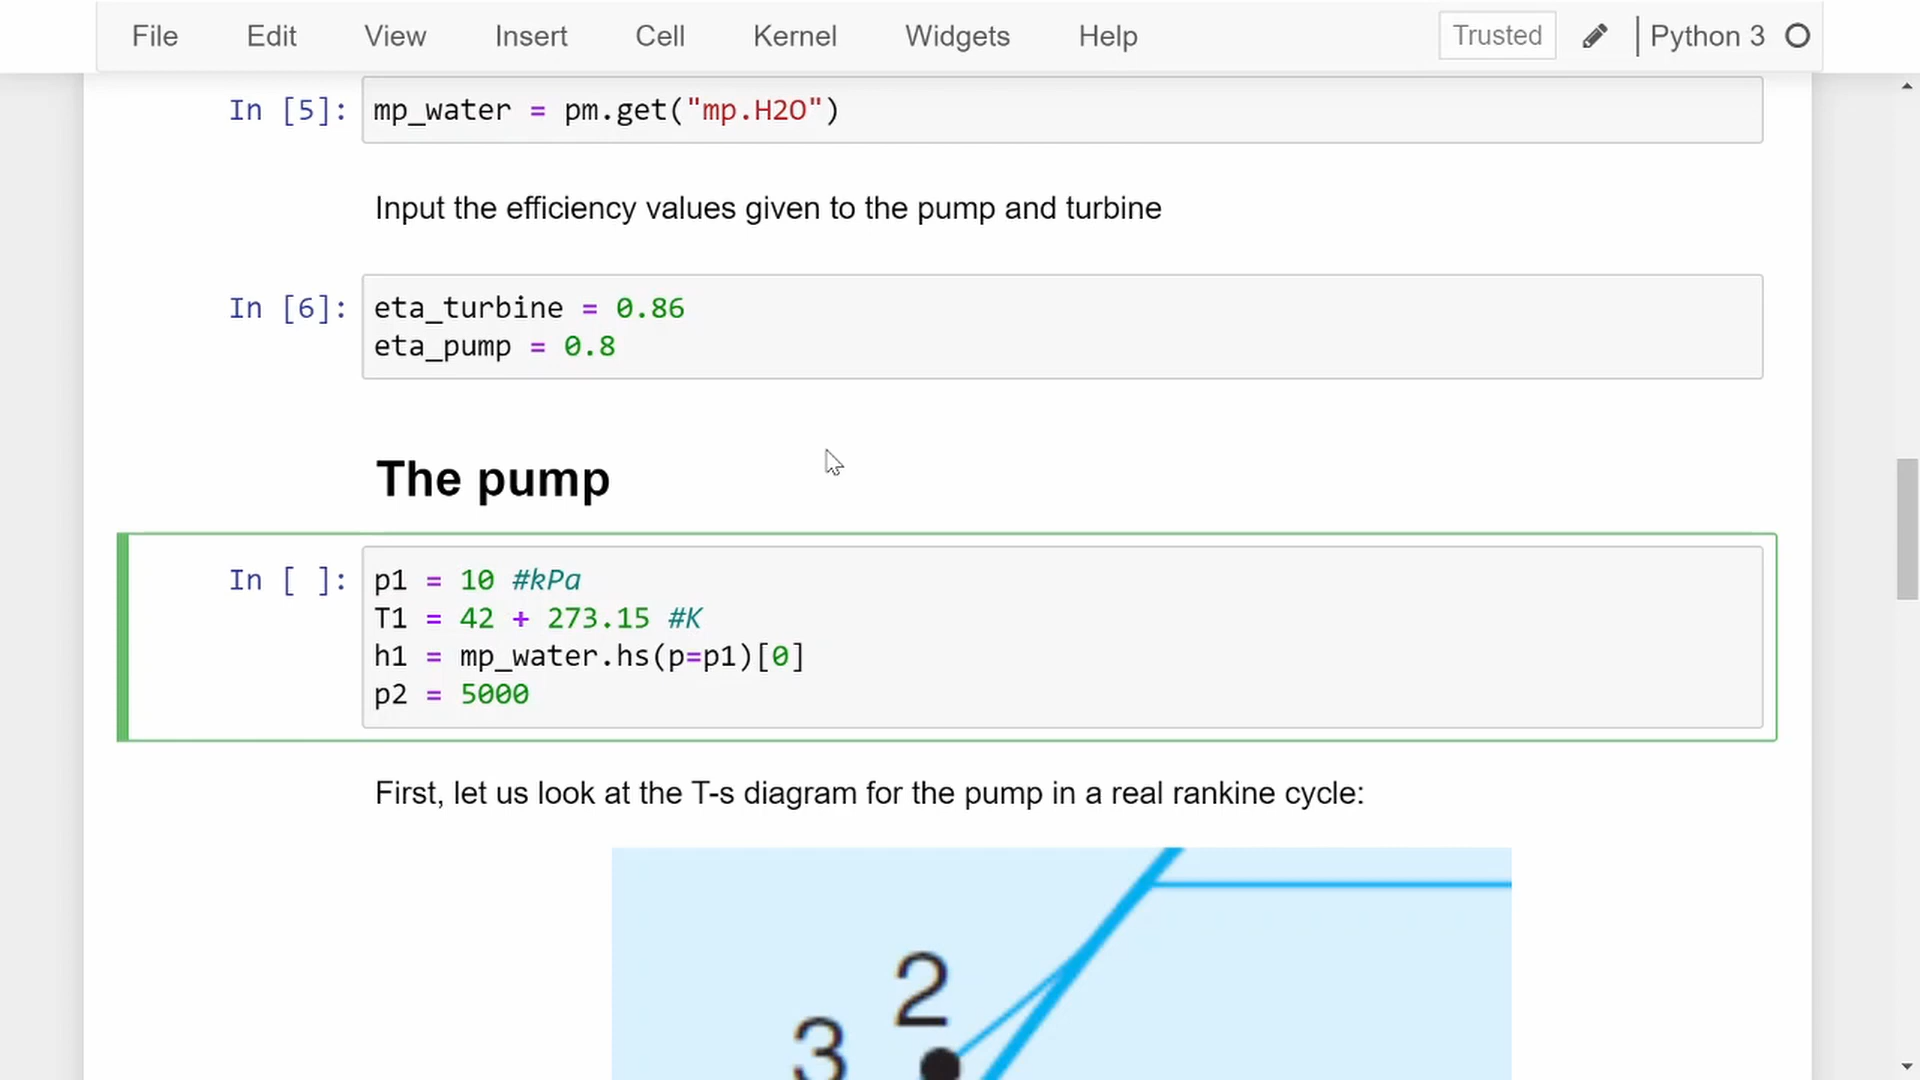 File Edit View Insert Cell Kernel Widgets Help Trusted Python 3
In [5]: mp_water = pm.get("mp.H2O")
Input the efficiency values given to the pump and turbine
In [6]: eta_turbine = 0.86
eta_pump = 0.8
The pump
In [ ]: p1 = 10 #kPa
T1 = 42 + 273.15 #K
h1 = mp_water.hs(p=p1)[0]
p2 = 5000
First, let us look at the T-s diagram for the pump in a real rankine cycle:
2
3